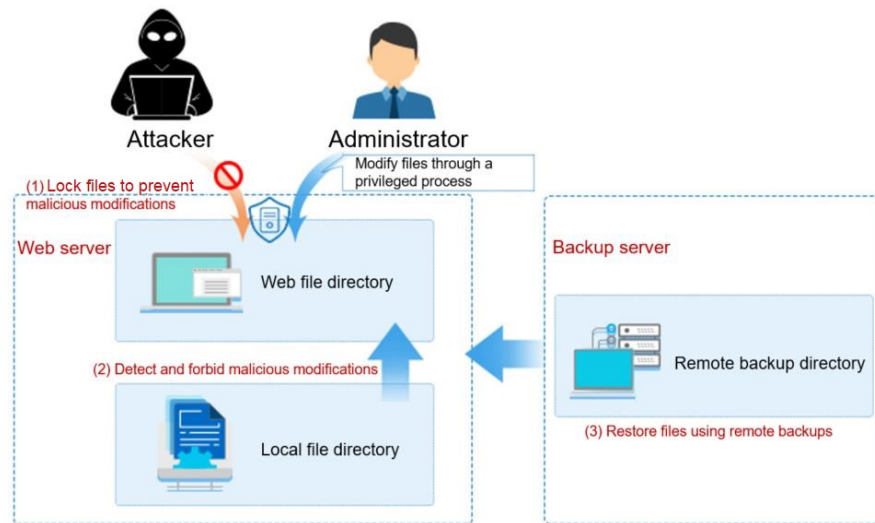 Attacker
Administrator
Modify files through a
privileged process
(1) Lock files to prevent
malicious modifications
Web server
Web file directory
(2) Detect and forbid malicious modifications
Local file directory
Backup server
Remote backup directory
(3) Restore files using remote backups